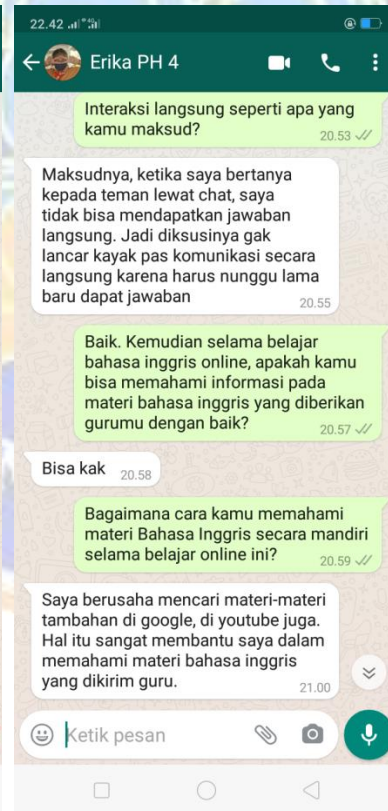 22.42
Erika PH 4
Interaksi langsung seperti apa yang
kamu maksud?
20.53
Maksudnya, ketika saya bertanya
kepada teman lewat chat, saya
tidak bisa mendapatkan jawaban
langsung. Jadi diksusinya gak
lancar kayak pas komunikasi secara
langsung karena harus nunggu lama
baru dapat jawaban
20.55
Baik. Kemudian selama belajar
bahasa inggris online, apakah kamu
bisa memahami informasi pada
materi bahasa inggris yang diberikan
gurumu dengan baik?
20.57
Bisa kak 20.58
Bagaimana cara kamu memahami
materi Bahasa Inggris secara mandiri
selama belajar online ini?
20.59
Saya berusaha mencari materi-materi
tambahan di google, di youtube juga.
Hal itu sangat membantu saya dalam
memahami materi bahasa inggris
yang dikirim guru.
21.00
Ketik pesan